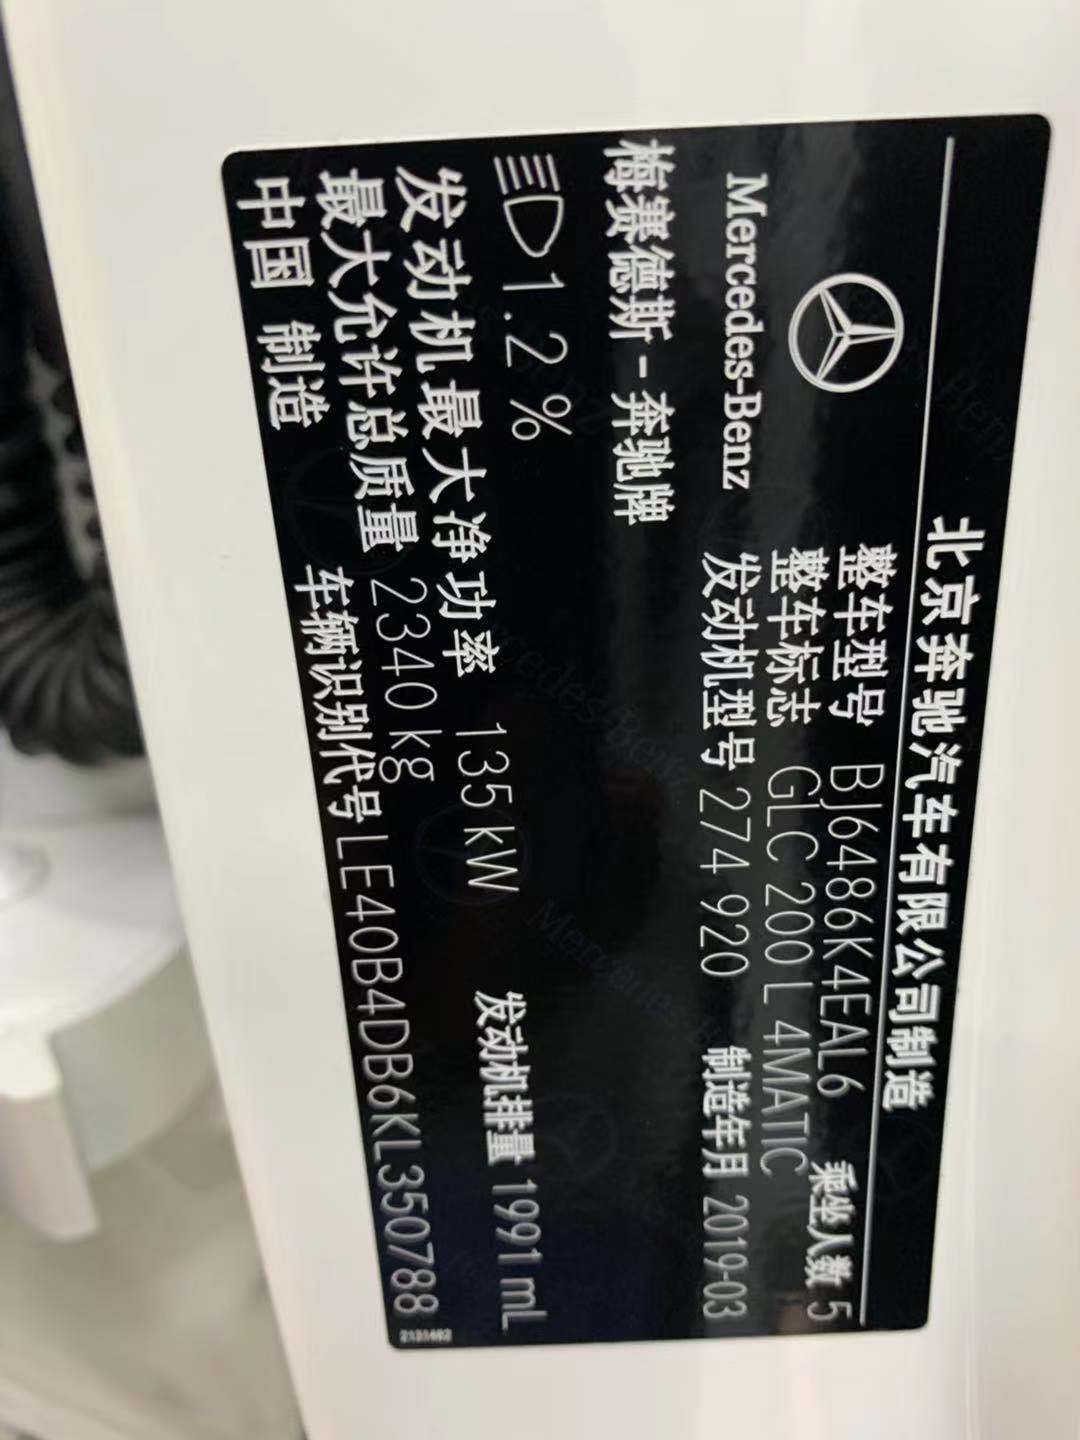 北京奔驰汽车有限公司制造
整车型号 BJ6486K4EAL6 乘坐人数 5
整车标志 GLC 200 L 4MATIC
Mercedes-Benz 发动机型号 274 920 制造年月 2019-03
梅赛德斯-奔驰牌
1.2%
发动机最大净功率 135 kW 发动机排量 1991 mL
最大允许总质量 2340 kg
中国 制造 车辆识别代号 LE40B4DB6KL350788